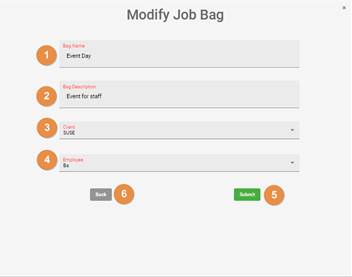 Modify Job Bag
1
Bag Name
Event Day
2
Bag Description
Event for staff
3
Client
SUSE
4
Employee
Ba
Back
6
Submit
5